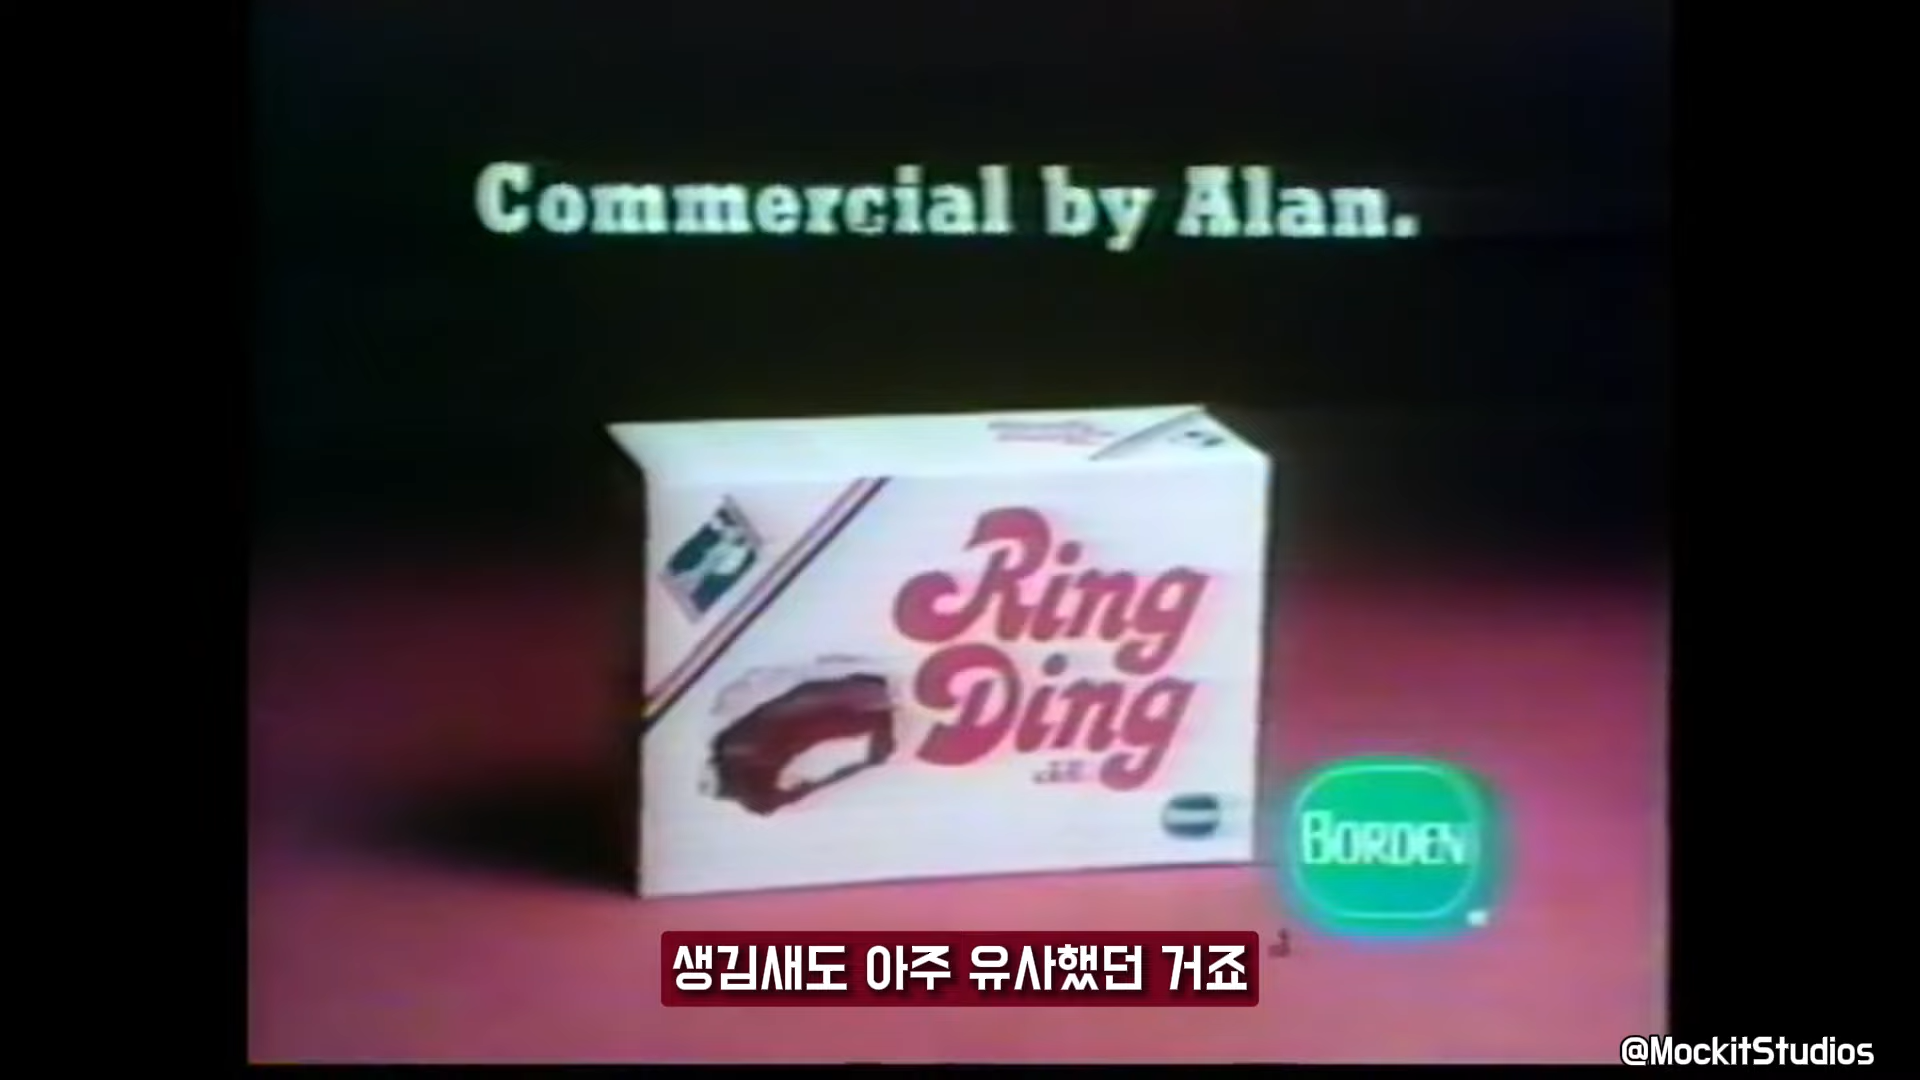 Commercial by Alan.
Ring
Ding
JR.
BORDEN
생김새도 아주 유사했던 거죠
@MockitStudios